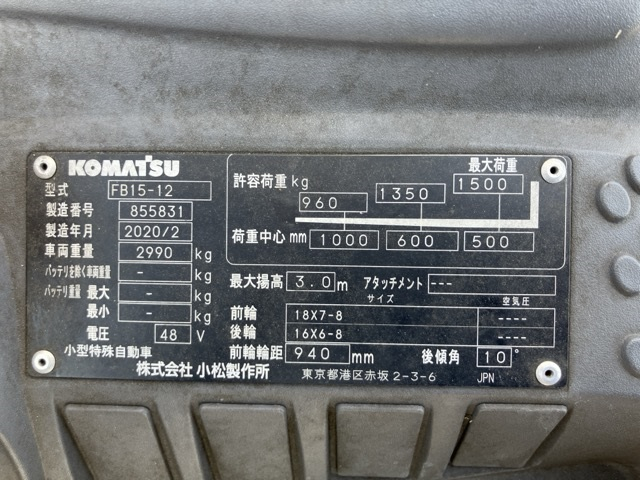 KOMATSU
型式 FB15-12
製造番号 855831
製造年月 2020/2
車両重量 2990 kg
バッテリを除く車両重量 - kg
バッテリ重量 最大 - kg
最小 - kg
電圧 48 V
小型特殊自動車
最大荷重
許容荷重 kg 960 1350 1500
荷重中心 mm 1000 600 500
最大揚高 3.0 m アタッチメント ---
サイズ 空気圧
前輪 18X7-8 ----
後輪 16X6-8 ----
前輪輪距 940 mm 後傾角 10°
株式会社 小松製作所 東京都港区赤坂2-3-6 JPN